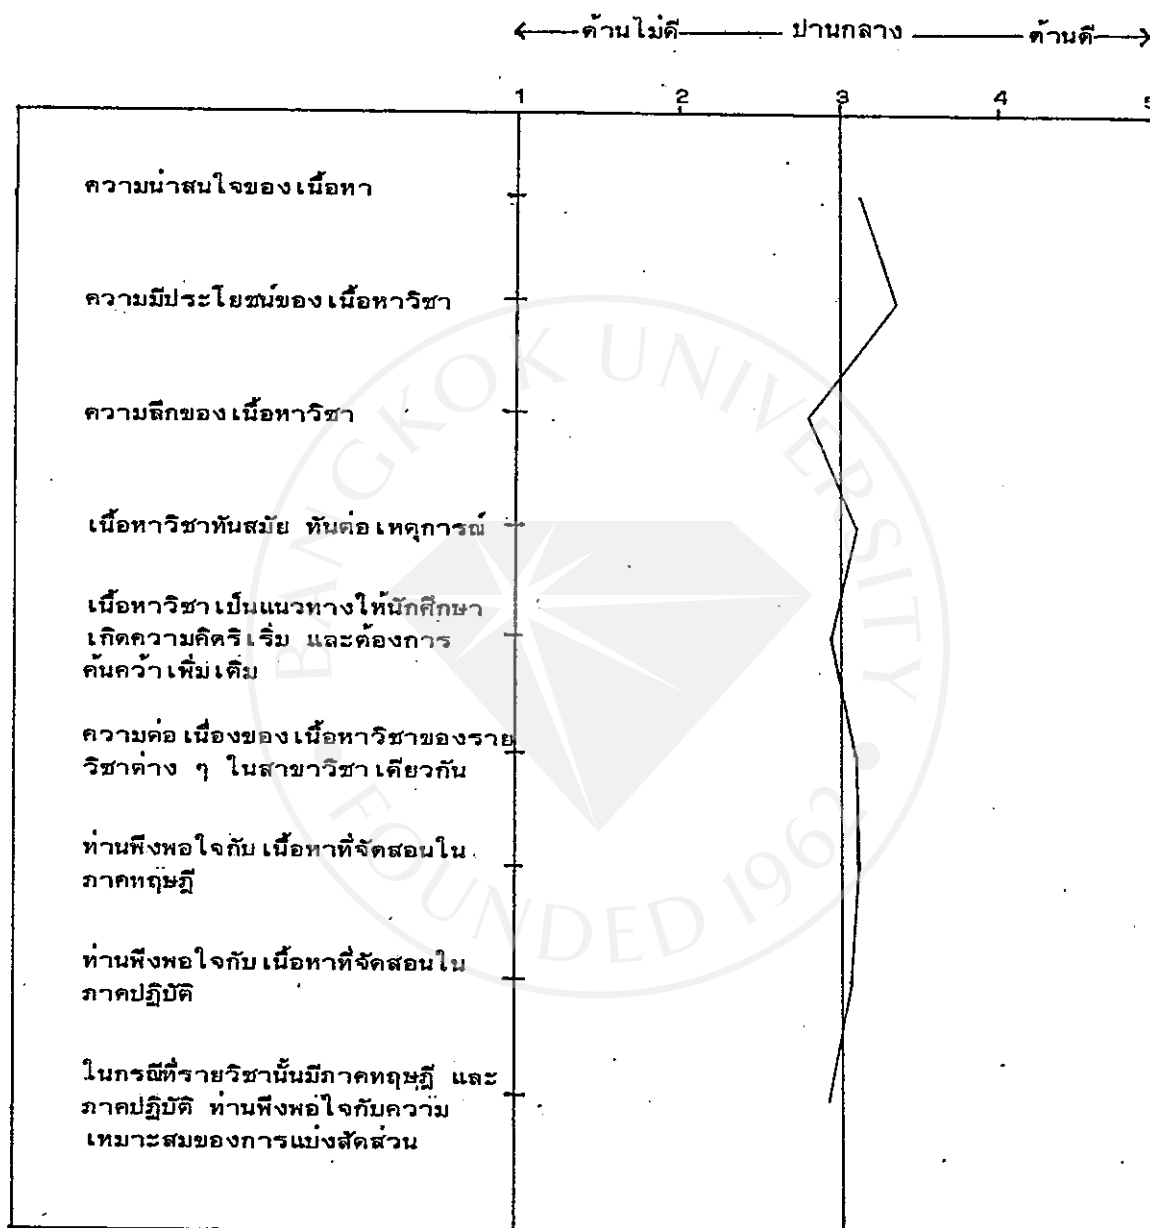 ด้านไม่ดี ปานกลาง ด้านดี
1 2 3 4 5
ความน่าสนใจของเนื้อหา
ความมีประโยชน์ของเนื้อหาวิชา
ความลึกของเนื้อหาวิชา
เนื้อหาวิชาทันสมัย ทันต่อเหตุการณ์
เนื้อหาวิชาเป็นแนวทางให้นักศึกษา
เกิดความคิดริเริ่ม และต้องการ
ค้นคว้าเพิ่มเติม
ความต่อเนื่องของเนื้อหาวิชาของราย
วิชาต่าง ๆ ในสาขาวิชาเดียวกัน
ท่านพึงพอใจกับเนื้อหาที่จัดสอนใน
ภาคทฤษฎี
ท่านพึงพอใจกับเนื้อหาที่จัดสอนใน
ภาคปฏิบัติ
ในกรณีที่รายวิชานั้นมีภาคทฤษฎี และ
ภาคปฏิบัติ ท่านพึงพอใจกับความ
เหมาะสมของการแบ่งสัดส่วน
BANGKOK UNIVERSITY
FOUNDED 1962